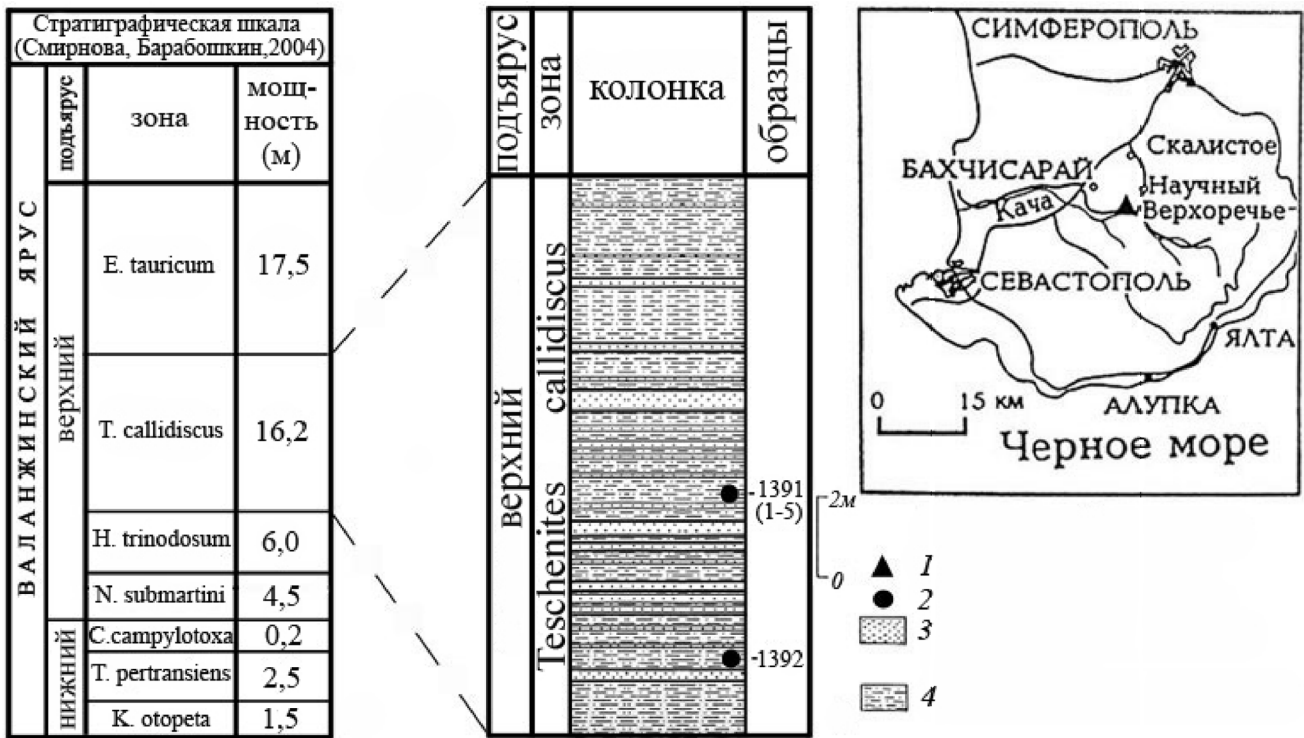 Стратиграфическая шкала
(Смирнова, Барабошкин,2004)
подъярус
зона
мощ-
ность
(м)
ВАЛАНЖИНСКИЙ ЯРУС
верхний
E. tauricum
17,5
T. callidiscus
16,2
H. trinodosum
6,0
N. submartini
4,5
нижний
C.campylotoxa
0,2
T. pertransiens
2,5
K. otopeta
1,5
подъярус
зона
колонка
образцы
верхний
Teschenites callidiscus
-1391
(1-5)
-1392
2м
0
СИМФЕРОПОЛЬ
Скалистое
БАХЧИСАРАЙ
Научный
Кача
Верхоречье-
СЕВАСТОПОЛЬ
ЯЛТА
АЛУПКА
0 15 км
Черное море
1
2
3
4